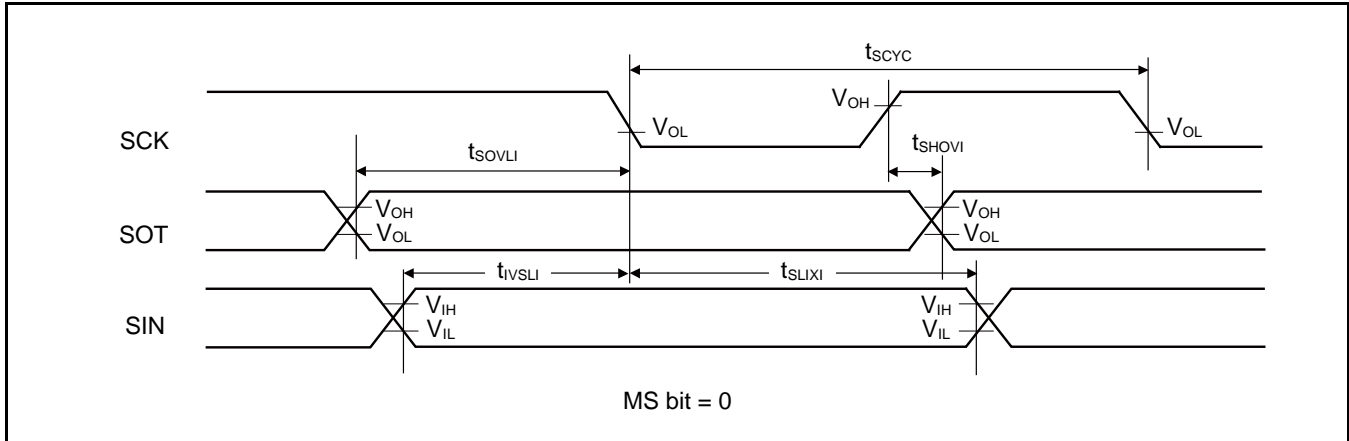 tSCYC
VOH
SCK
VOL
VOL
tSOVLI
tSHOVI
VOH
VOH
SOT
VOL
VOL
tIVSLI
tSLIXI
VIH
VIH
SIN
VIL
VIL
MS bit = 0